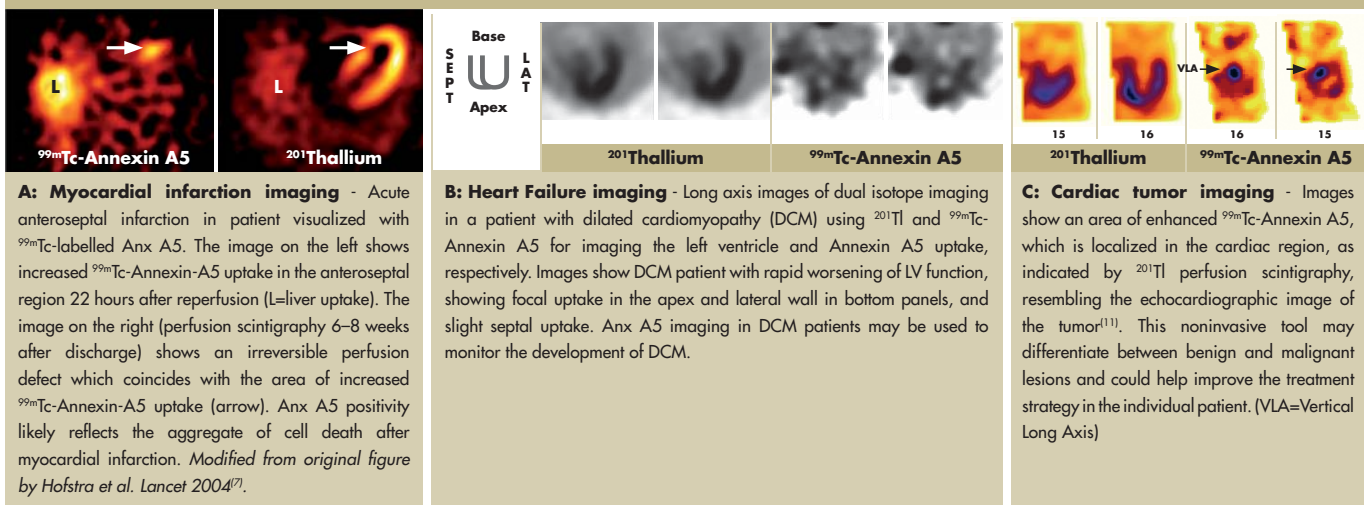 L
L
⁹⁹ᵐTc-Annexin A5
²⁰¹Thallium
A: Myocardial infarction imaging - Acute
anteroseptal infarction in patient visualized with
⁹⁹ᵐTc-labelled Anx A5. The image on the left shows
increased ⁹⁹ᵐTc-Annexin-A5 uptake in the anteroseptal
region 22 hours after reperfusion (L=liver uptake). The
image on the right (perfusion scintigraphy 6–8 weeks
after discharge) shows an irreversible perfusion
defect which coincides with the area of increased
⁹⁹ᵐTc-Annexin-A5 uptake (arrow). Anx A5 positivity
likely reflects the aggregate of cell death after
myocardial infarction. Modified from original figure
by Hofstra et al. Lancet 2004⁽⁷⁾.
Base
SEPT
LAT
Apex
²⁰¹Thallium
⁹⁹ᵐTc-Annexin A5
B: Heart Failure imaging - Long axis images of dual isotope imaging
in a patient with dilated cardiomyopathy (DCM) using ²⁰¹Tl and ⁹⁹ᵐTc-
Annexin A5 for imaging the left ventricle and Annexin A5 uptake,
respectively. Images show DCM patient with rapid worsening of LV function,
showing focal uptake in the apex and lateral wall in bottom panels, and
slight septal uptake. Anx A5 imaging in DCM patients may be used to
monitor the development of DCM.
VLA
15
16
16
15
²⁰¹Thallium
⁹⁹ᵐTc-Annexin A5
C: Cardiac tumor imaging - Images
show an area of enhanced ⁹⁹ᵐTc-Annexin A5,
which is localized in the cardiac region, as
indicated by ²⁰¹Tl perfusion scintigraphy,
resembling the echocardiographic image of
the tumor⁽¹¹⁾. This noninvasive tool may
differentiate between benign and malignant
lesions and could help improve the treatment
strategy in the individual patient. (VLA=Vertical
Long Axis)